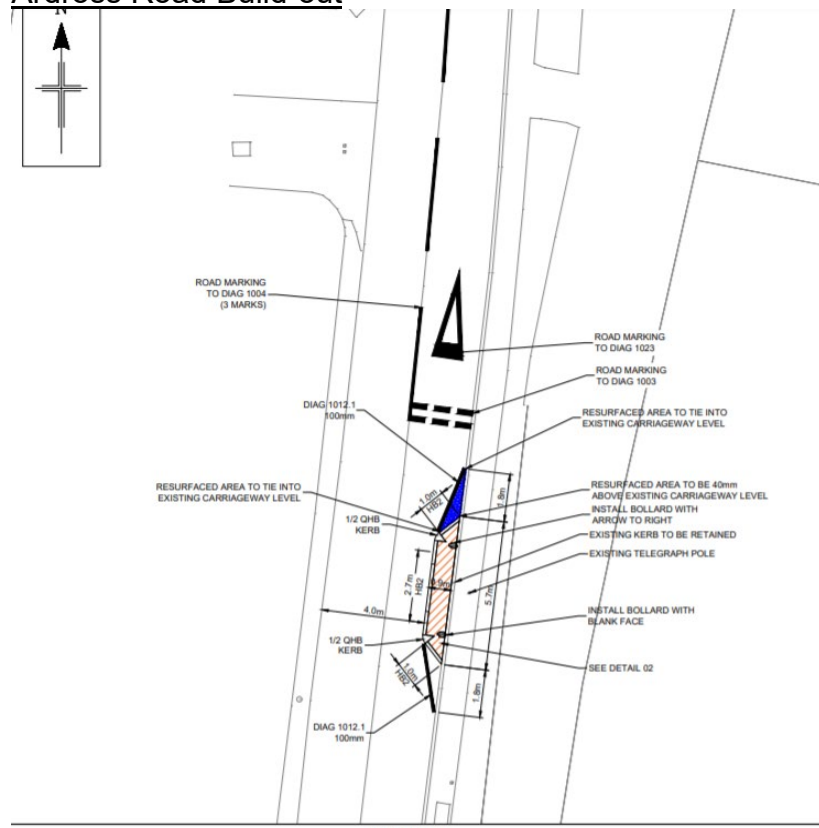 Ardross Road Build-out
N
ROAD MARKING
TO DIAG 1004
(3 MARKS)
ROAD MARKING
TO DIAG 1023
ROAD MARKING
TO DIAG 1003
DIAG 1012.1
100mm
RESURFACED AREA TO TIE INTO
EXISTING CARRIAGEWAY LEVEL
RESURFACED AREA TO TIE INTO
EXISTING CARRIAGEWAY LEVEL
1.0m
HB2
1.8m
RESURFACED AREA TO BE 40mm
ABOVE EXISTING CARRIAGEWAY LEVEL
1/2 QHB
KERB
INSTALL BOLLARD WITH
ARROW TO RIGHT
EXISTING KERB TO BE RETAINED
EXISTING TELEGRAPH POLE
2.7m
HB2
0.9m
5.7m
4.0m
INSTALL BOLLARD WITH
BLANK FACE
1/2 QHB
KERB
1.0m
HB2
SEE DETAIL 02
1.8m
DIAG 1012.1
100mm